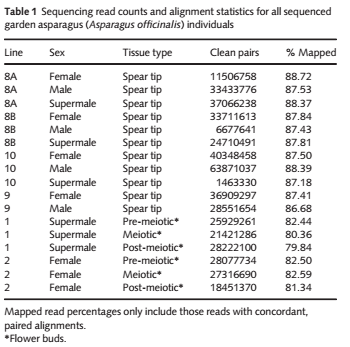 Table 1 Sequencing read counts and alignment statistics for all sequenced
garden asparagus (Asparagus officinalis) individuals
Line Sex Tissue type Clean pairs % Mapped
8A Female Spear tip 11506758 88.72
8A Male Spear tip 33433776 87.53
8A Supermale Spear tip 37066238 88.37
8B Female Spear tip 33711613 87.84
8B Male Spear tip 6677641 87.43
8B Supermale Spear tip 24710491 87.81
10 Female Spear tip 40348458 87.50
10 Male Spear tip 63871037 88.39
10 Supermale Spear tip 1463330 87.18
9 Female Spear tip 36909297 87.41
9 Male Spear tip 28551654 86.68
1 Supermale Pre-meiotic* 25929261 82.44
1 Supermale Meiotic* 21421286 80.36
1 Supermale Post-meiotic* 28222100 79.84
2 Female Pre-meiotic* 28077734 82.50
2 Female Meiotic* 27316690 82.59
2 Female Post-meiotic* 18451370 81.34
Mapped read percentages only include those reads with concordant,
paired alignments.
*Flower buds.